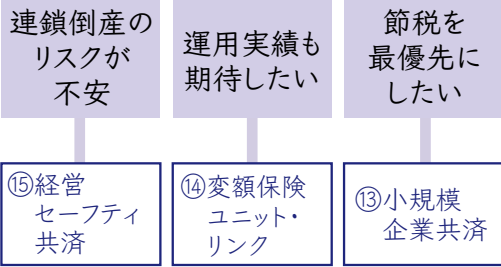 連鎖倒産の
リスクが
不安
運用実績も
期待したい
節税を
最優先に
したい
⑮経営
セーフティ
共済
⑭変額保険
ユニット・
リンク
⑬小規模
企業共済